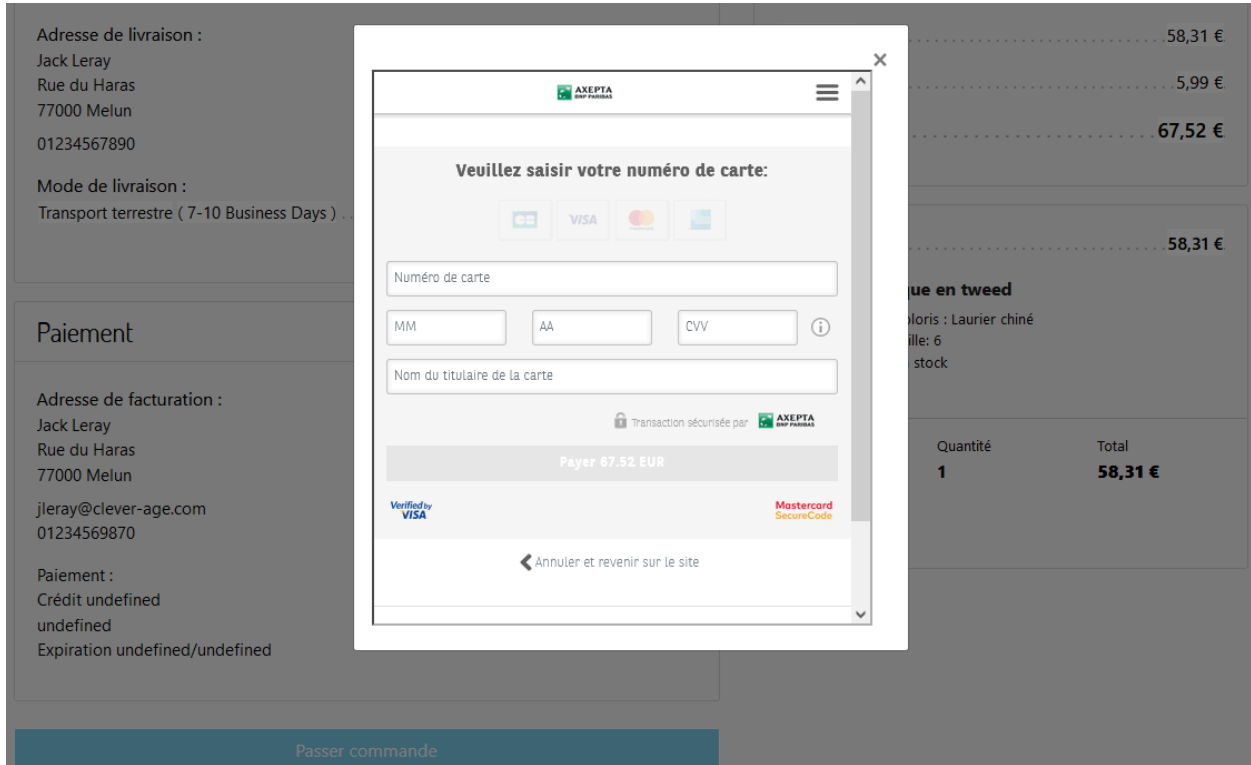 Adresse de livraison :
Jack Leray
Rue du Haras
77000 Melun
01234567890
Mode de livraison :
Transport terrestre ( 7-10 Business Days )
Paiement
Adresse de facturation :
Jack Leray
Rue du Haras
77000 Melun
jleray@clever-age.com
01234569870
Paiement :
Crédit undefined
undefined
Expiration undefined/undefined
Passer commande
×
AXEPTA
BNP PARIBAS
Veuillez saisir votre numéro de carte:
CB VISA mastercard
Numéro de carte
MM AA CVV
Nom du titulaire de la carte
Transaction sécurisée par AXEPTA BNP PARIBAS
Payer 67.52 EUR
Verified by
VISA
Mastercard
SecureCode
Annuler et revenir sur le site
58,31 €
5,99 €
67,52 €
58,31 €
que en tweed
oloris : Laurier chiné
ille: 6
stock
Quantité Total
1 58,31 €